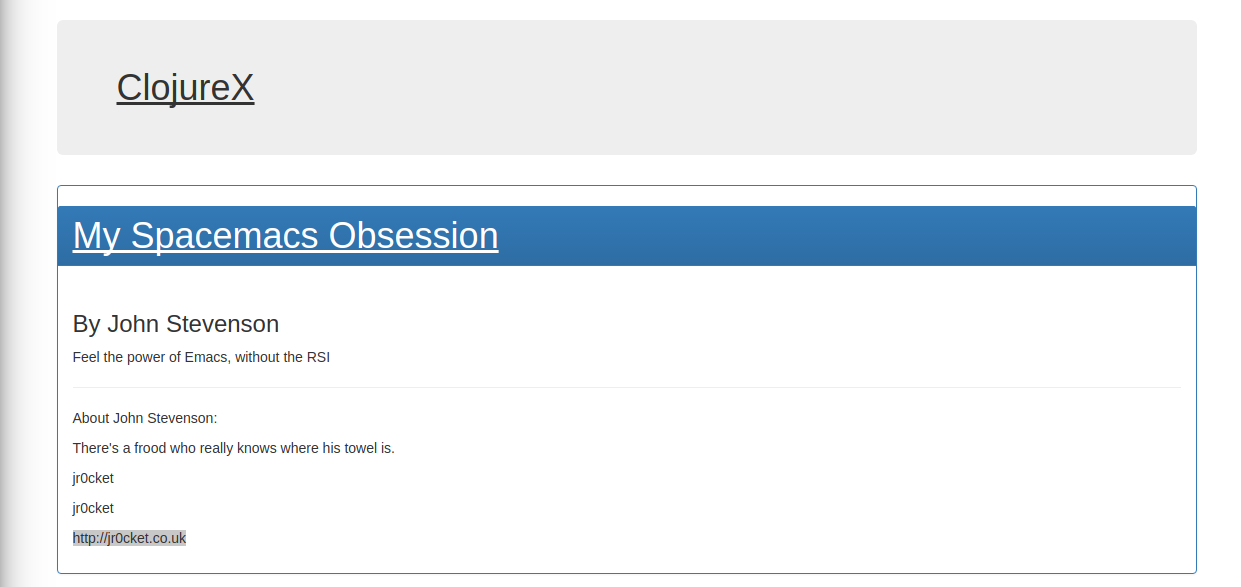 ClojureX
My Spacemacs Obsession
By John Stevenson
Feel the power of Emacs, without the RSI
About John Stevenson:
There's a frood who really knows where his towel is.
jr0cket
jr0cket
http://jr0cket.co.uk